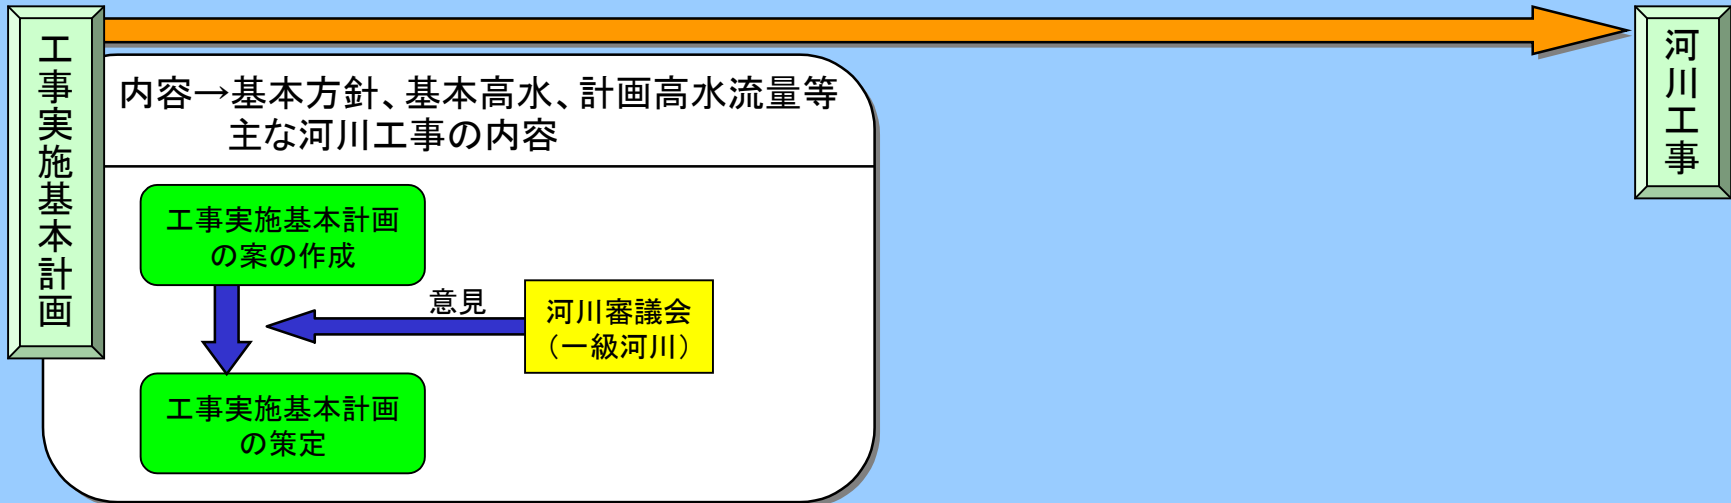 工事実施基本計画
内容→基本方針、基本高水、計画高水流量等
主な河川工事の内容
工事実施基本計画
の案の作成
意見
河川審議会
（一級河川）
工事実施基本計画
の策定
河川工事